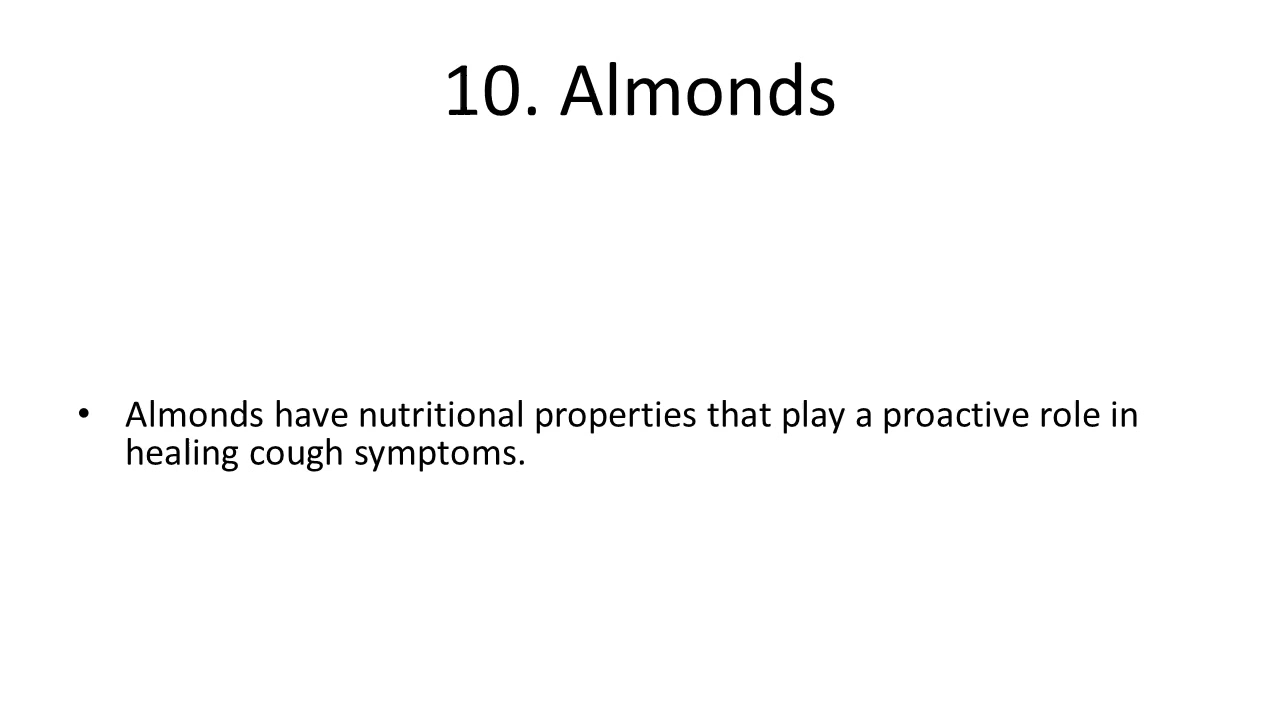 10. Almonds
• Almonds have nutritional properties that play a proactive role in
healing cough symptoms.